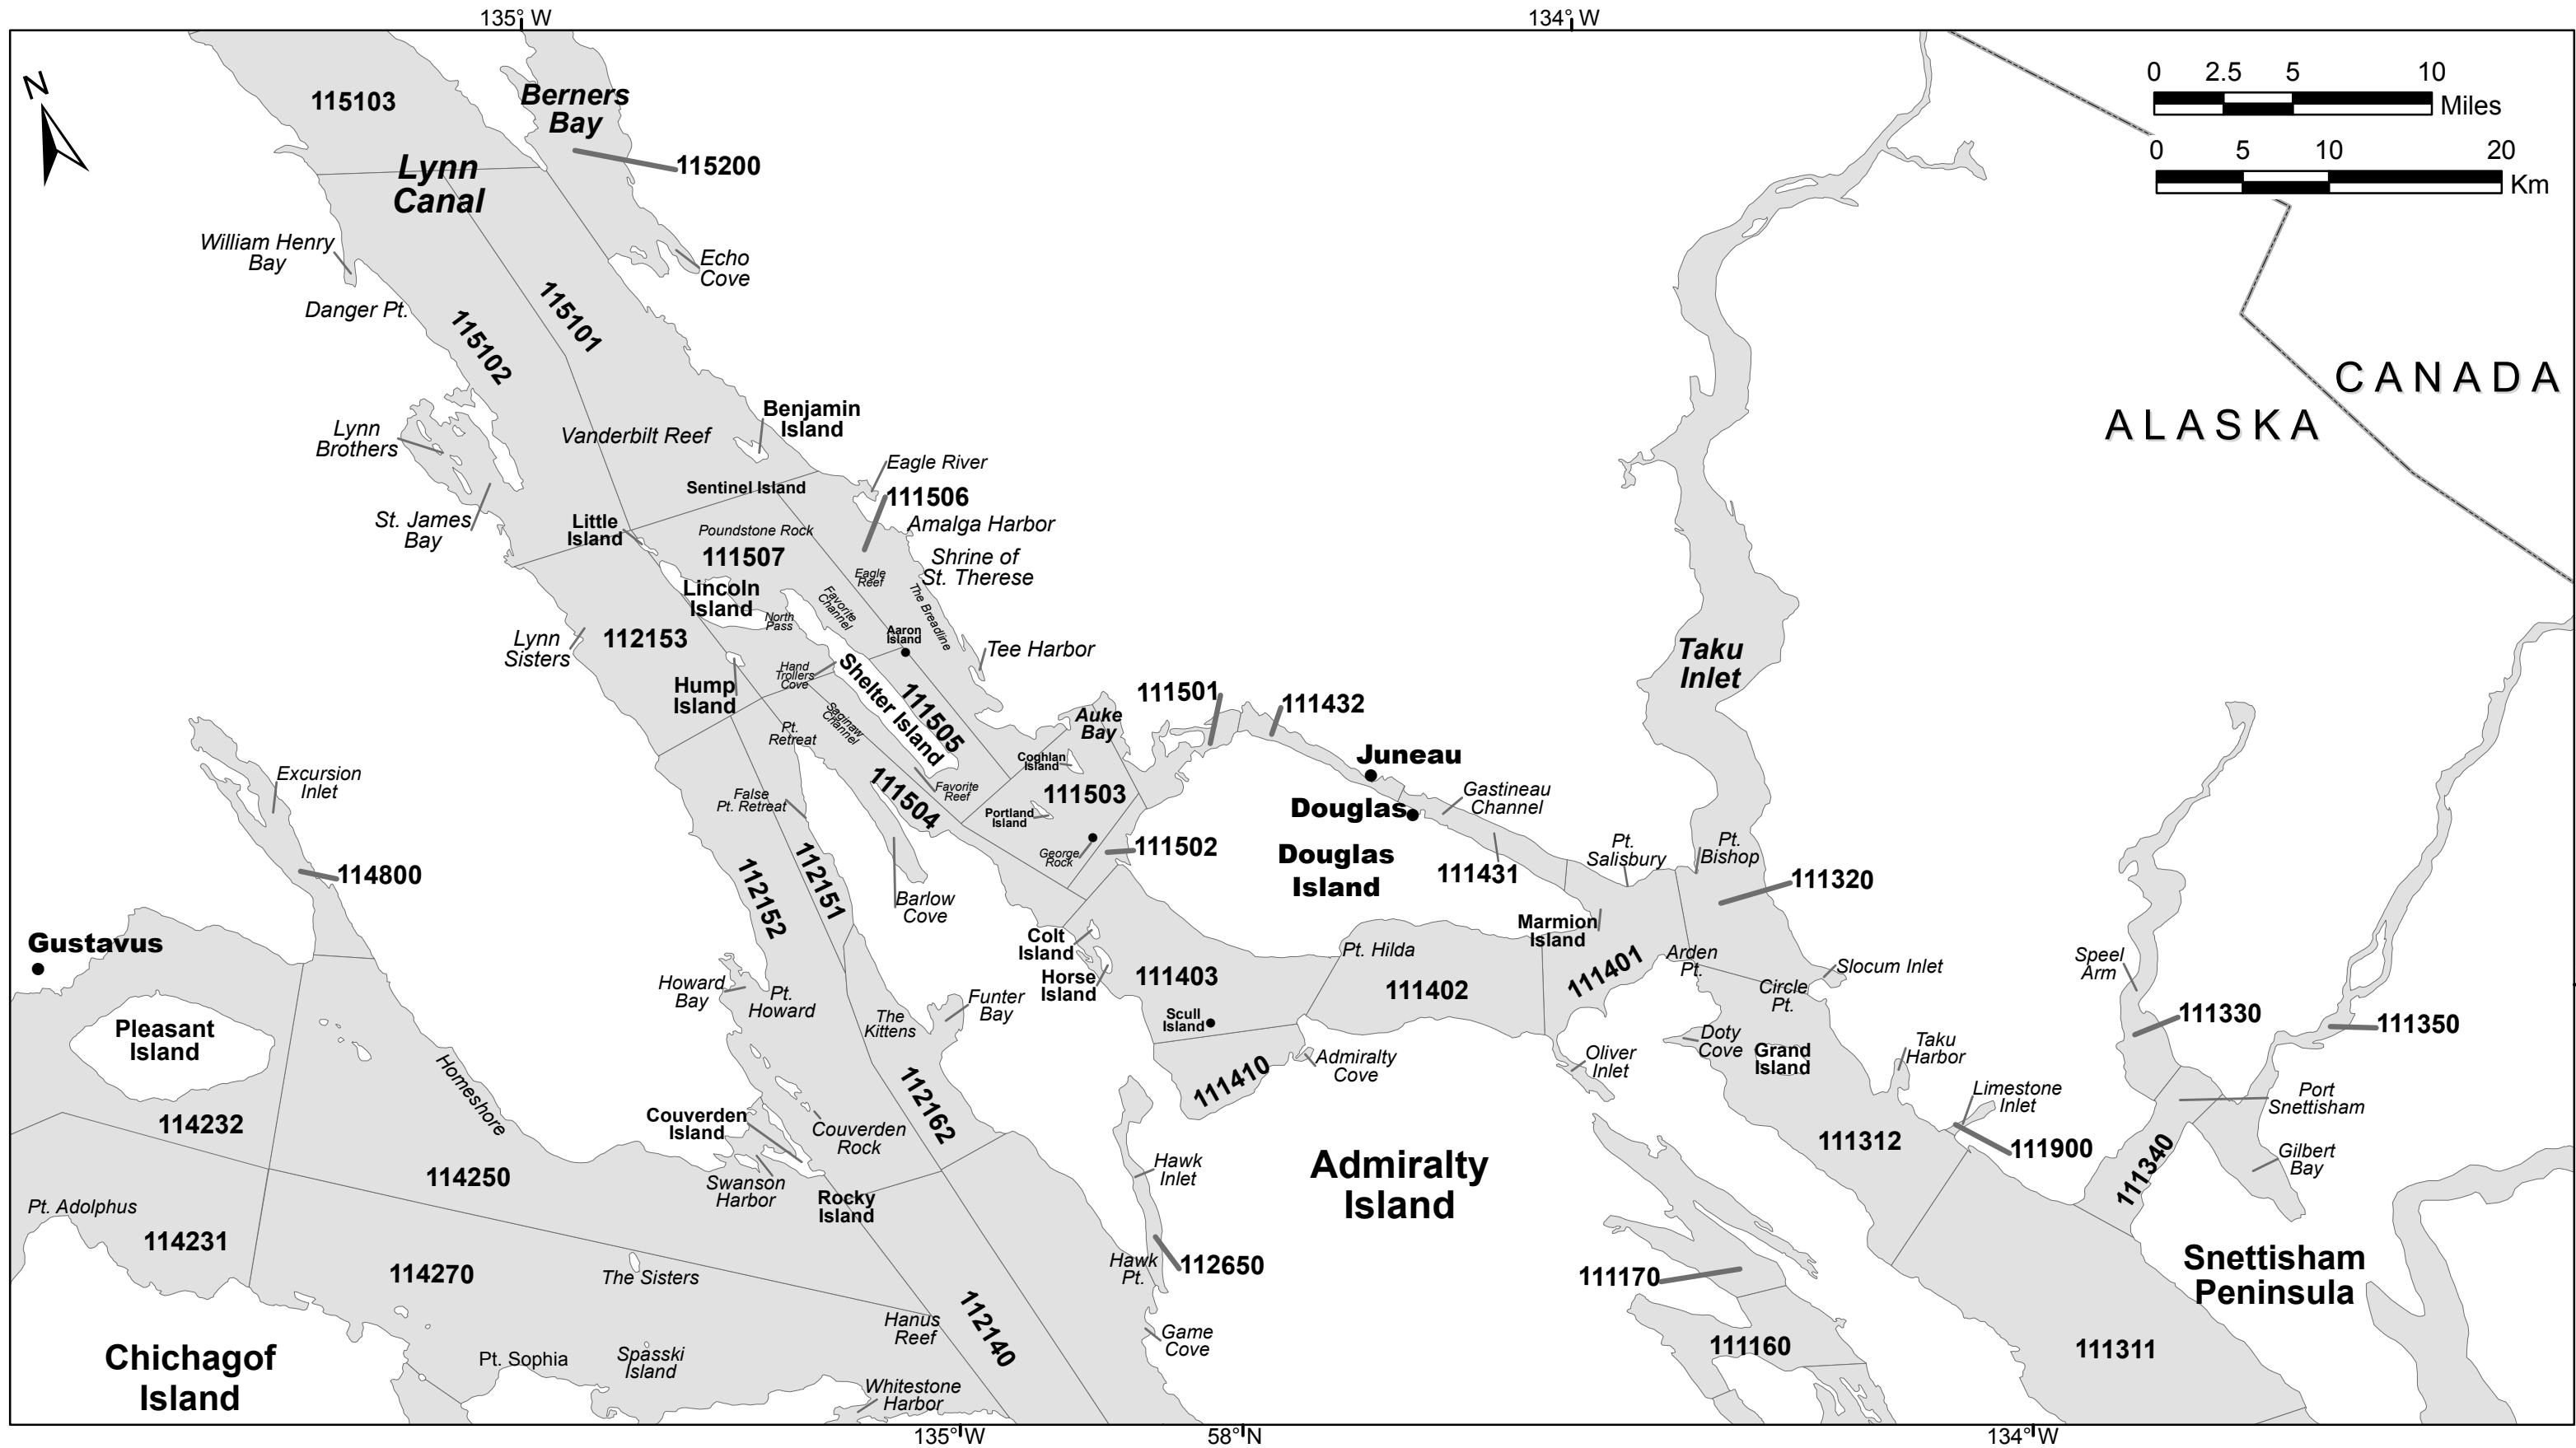 135° W
134° W
N
0 2.5 5 10
Miles
0 5 10 20
Km
115103
Berners
Bay
115200
Lynn
Canal
William Henry
Bay
Echo
Cove
Danger Pt.
115101
115102
CANADA
ALASKA
Benjamin
Island
Lynn
Brothers
Vanderbilt Reef
Eagle River
Sentinel Island
111506
St. James
Bay
Little
Island
Poundstone Rock
Amalga Harbor
111507
Shrine of
St. Therese
Eagle
Reef
Lincoln
Island
Favorite
Channel
The Breadline
North
Pass
Aaron
Island
Lynn
Sisters
112153
Tee Harbor
Taku
Inlet
Hand
Trollers
Cove
Shelter Island
Hump
Island
111505
111501
111432
Saginaw
Channel
Pt.
Retreat
Auke
Bay
Juneau
Coghlan
Island
Excursion
Inlet
False
Pt. Retreat
111504
Favorite
Reef
111503
Gastineau
Channel
Douglas
Portland
Island
George
Rock
111502
Douglas
Island
111431
Pt.
Salisbury
Pt.
Bishop
111320
114800
112152
112151
Barlow
Cove
Marmion
Island
Gustavus
Colt
Island
Pt. Hilda
Arden
Pt.
Slocum Inlet
Speel
Arm
Horse
Island
111403
111402
111401
Circle
Pt.
Howard
Bay
Pt.
Howard
Funter
Bay
The
Kittens
Scull
Island
111330
111350
Pleasant
Island
Doty
Cove
Grand
Island
Taku
Harbor
Admiralty
Cove
Oliver
Inlet
Homeshore
111410
112162
Limestone
Inlet
Port
Snettisham
114232
Couverden
Island
Couverden
Rock
111312
111900
114250
Swanson
Harbor
Hawk
Inlet
Admiralty
Island
111340
Gilbert
Bay
Pt. Adolphus
Rocky
Island
114231
114270
The Sisters
Hawk
Pt.
112650
111170
Snettisham
Peninsula
Hanus
Reef
112140
Game
Cove
111160
111311
Chichagof
Island
Pt. Sophia
Spasski
Island
Whitestone
Harbor
135°W
58°N
134°W